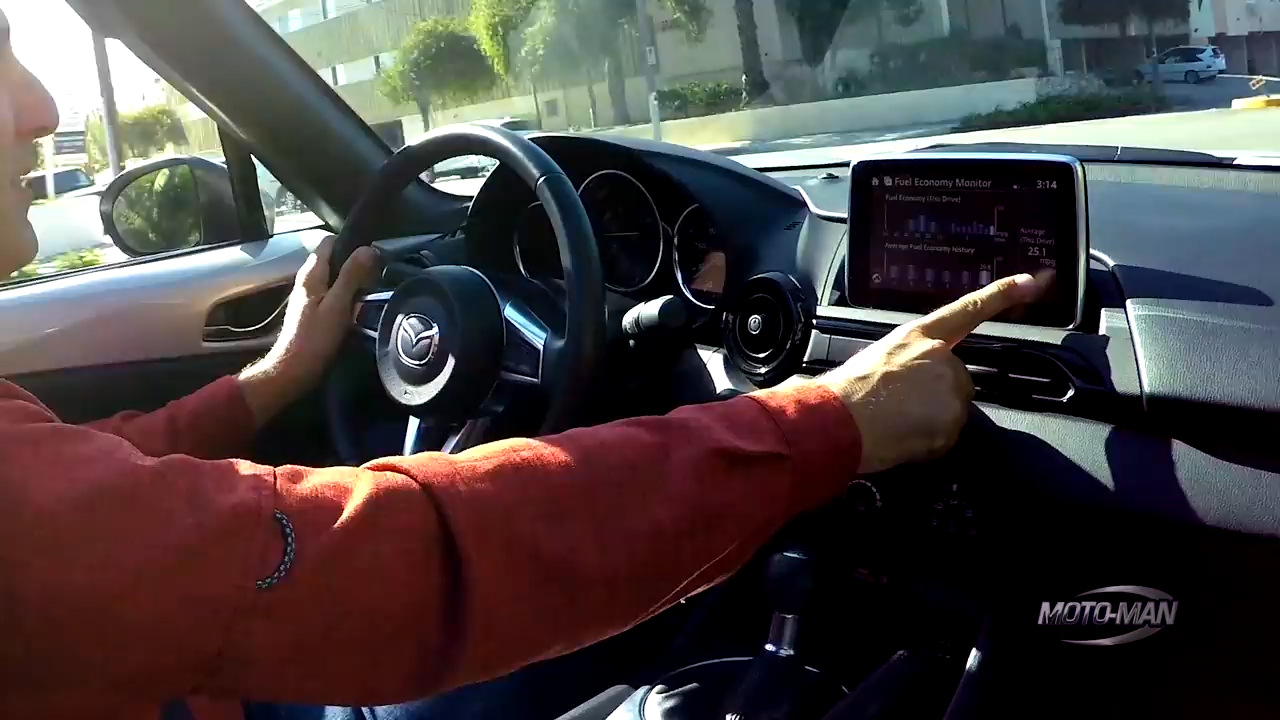 Fuel Economy Monitor
3:14
Fuel Economy (This Drive)
Average
(This Drive)
25.1
mpg
Average Fuel Economy History
MOTO-MAN